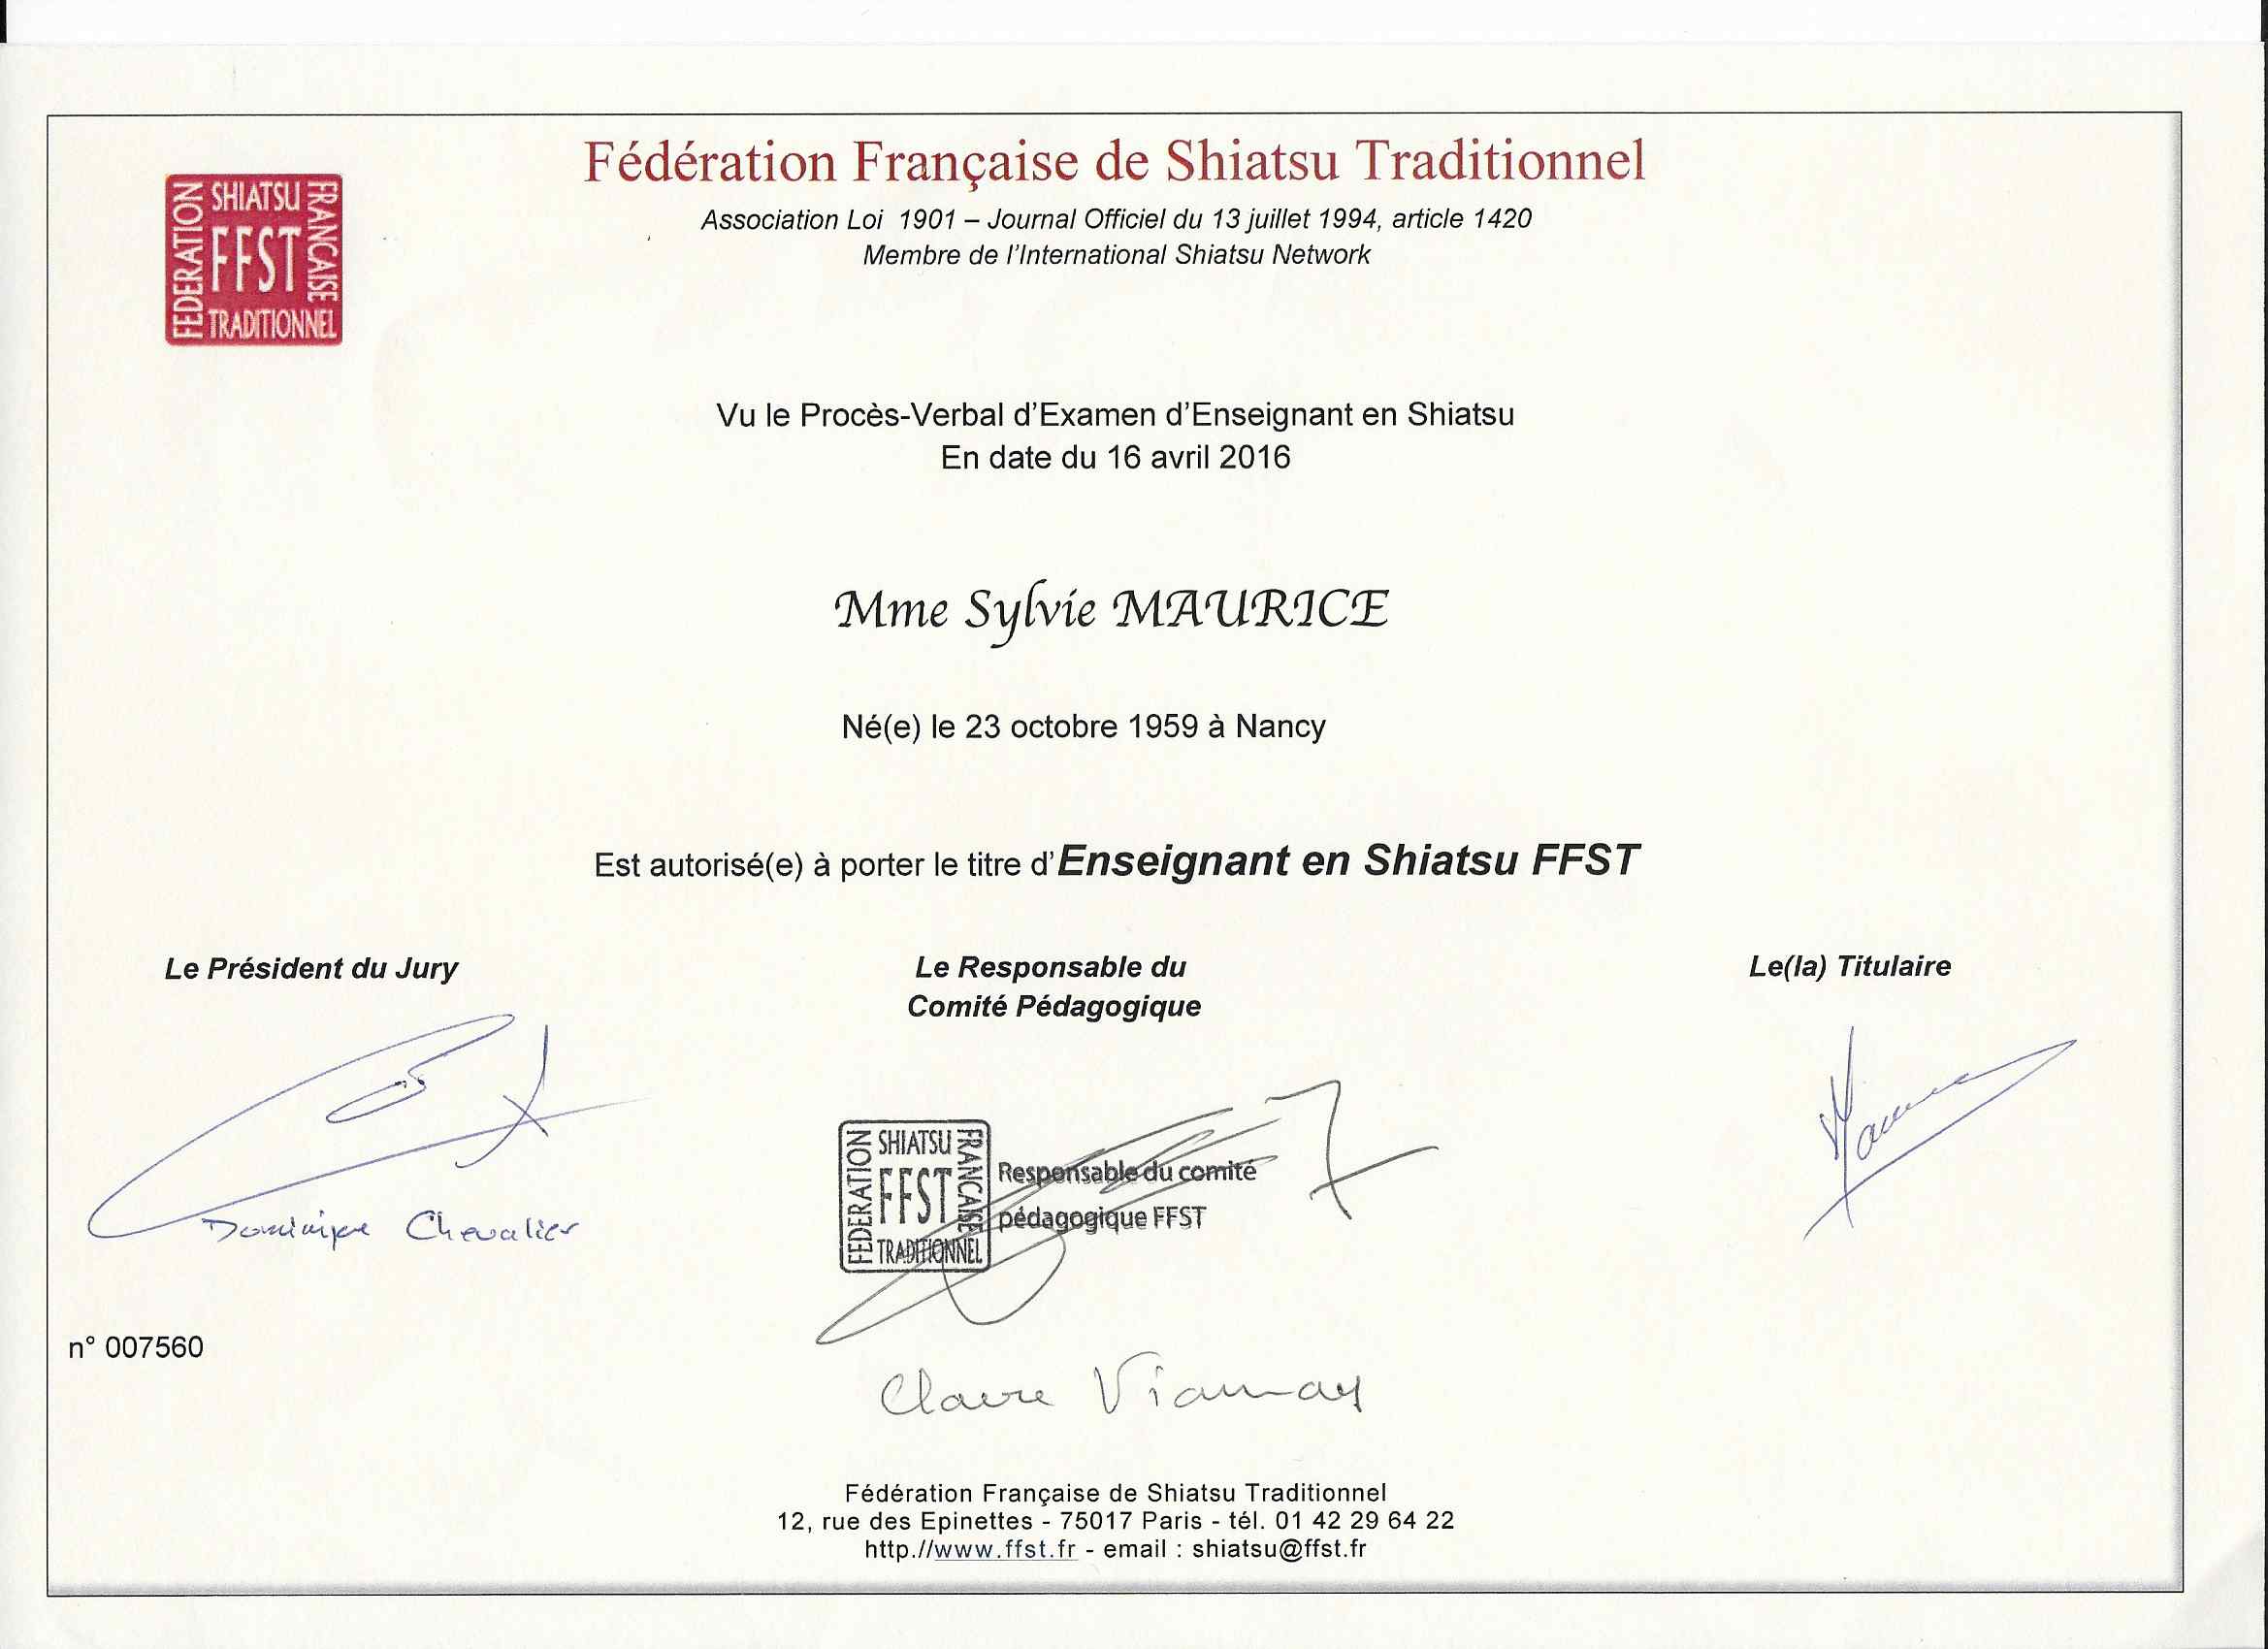 FEDERATION
SHIATSU
FRANCAISE
FFST
TRADITIONNEL
Fédération Française de Shiatsu Traditionnel
Association Loi 1901 – Journal Officiel du 13 juillet 1994, article 1420
Membre de l'International Shiatsu Network
Vu le Procès-Verbal d'Examen d'Enseignant en Shiatsu
En date du 16 avril 2016
Mme Sylvie MAURICE
Né(e) le 23 octobre 1959 à Nancy
Est autorisé(e) à porter le titre d'Enseignant en Shiatsu FFST
Le Président du Jury
Le Responsable du
Comité Pédagogique
Le(la) Titulaire
Dominique Chevalier
FEDERATION
SHIATSU
FRANCAISE
FFST
TRADITIONNEL
Responsable du comité
pédagogique FFST
n° 007560
Claire
Fédération Française de Shiatsu Traditionnel
12, rue des Epinettes - 75017 Paris - tél. 01 42 29 64 22
http.//www.ffst.fr - email : shiatsu@ffst.fr